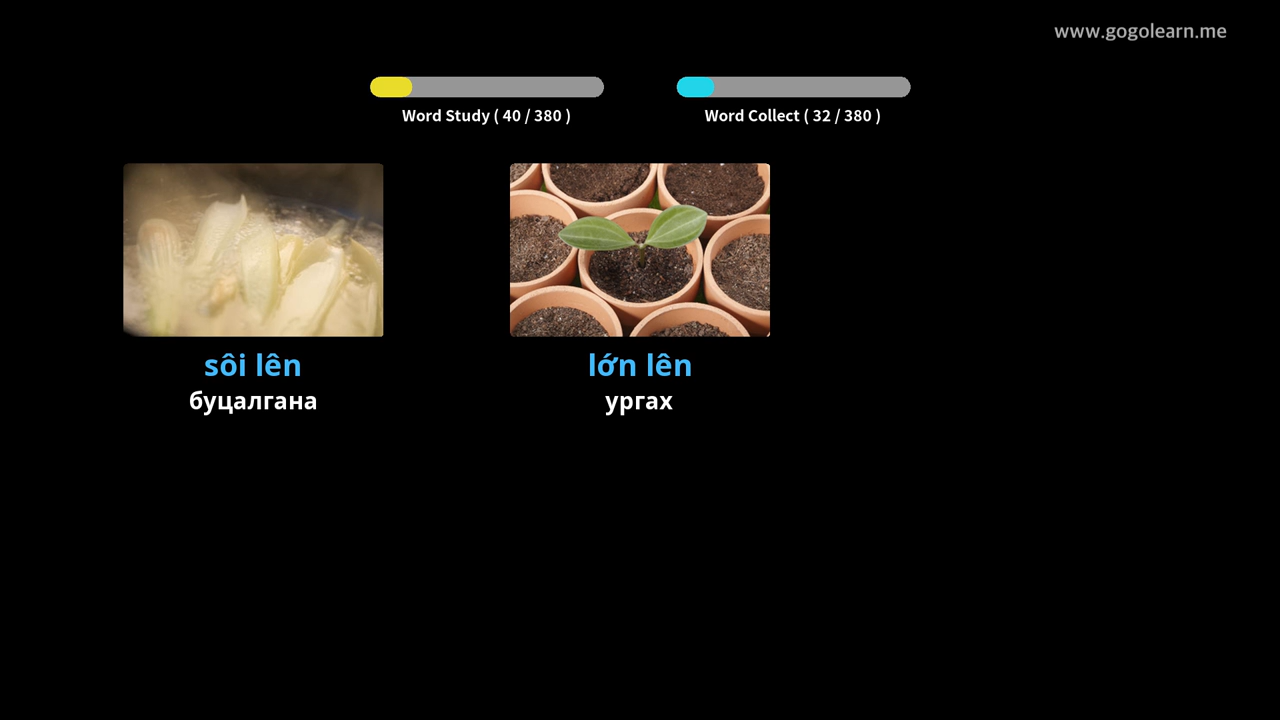 www.gogolearn.me
Word Study ( 40 / 380 )
Word Collect ( 32 / 380 )
sôi lên
буцалгана
lớn lên
ургах